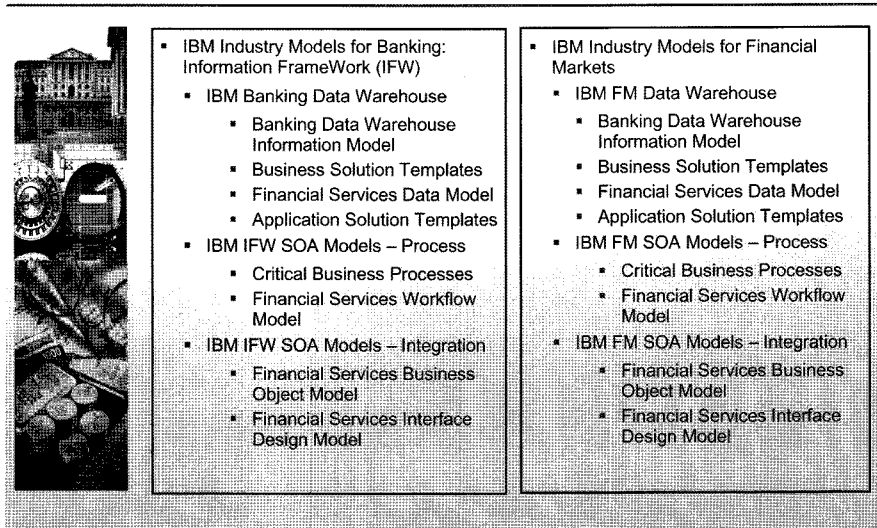 ▪ IBM Industry Models for Banking:
Information FrameWork (IFW)
▪ IBM Banking Data Warehouse
▪ Banking Data Warehouse
Information Model
▪ Business Solution Templates
▪ Financial Services Data Model
▪ Application Solution Templates
▪ IBM IFW SOA Models – Process
▪ Critical Business Processes
▪ Financial Services Workflow
Model
▪ IBM IFW SOA Models – Integration
▪ Financial Services Business
Object Model
▪ Financial Services Interface
Design Model
▪ IBM Industry Models for Financial
Markets
▪ IBM FM Data Warehouse
▪ Banking Data Warehouse
Information Model
▪ Business Solution Templates
▪ Financial Services Data Model
▪ Application Solution Templates
▪ IBM FM SOA Models – Process
▪ Critical Business Processes
▪ Financial Services Workflow
Model
▪ IBM FM SOA Models – Integration
▪ Financial Services Business
Object Model
▪ Financial Services Interface
Design Model